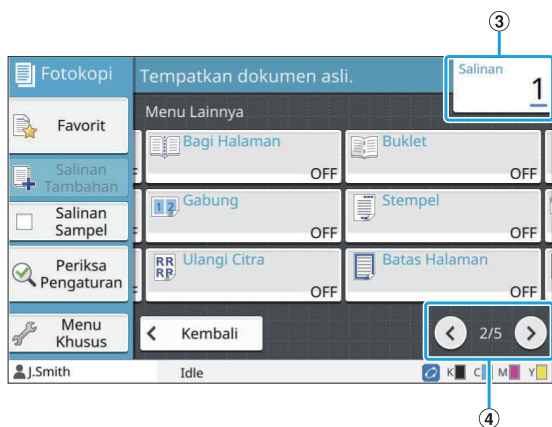 3
Fotokopi
Tempatkan dokumen asli.
Salinan
1
Favorit
Menu Lainnya
Bagi Halaman
OFF
Buklet
OFF
Salinan
Tambahan
Gabung
OFF
Stempel
OFF
Salinan
Sampel
Periksa
Pengaturan
RR
RR
Ulangi Citra
OFF
Batas Halaman
OFF
Menu
Khusus
Kembali
2/5
J.Smith
Idle
K C M Y
4